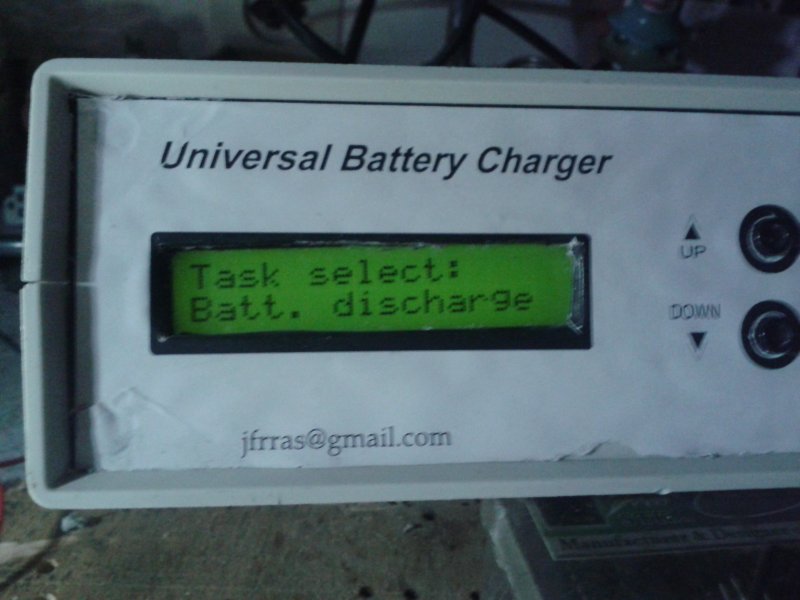 Universal Battery Charger
Task select:
Batt. discharge
UP
DOWN
jfrras@gmail.com